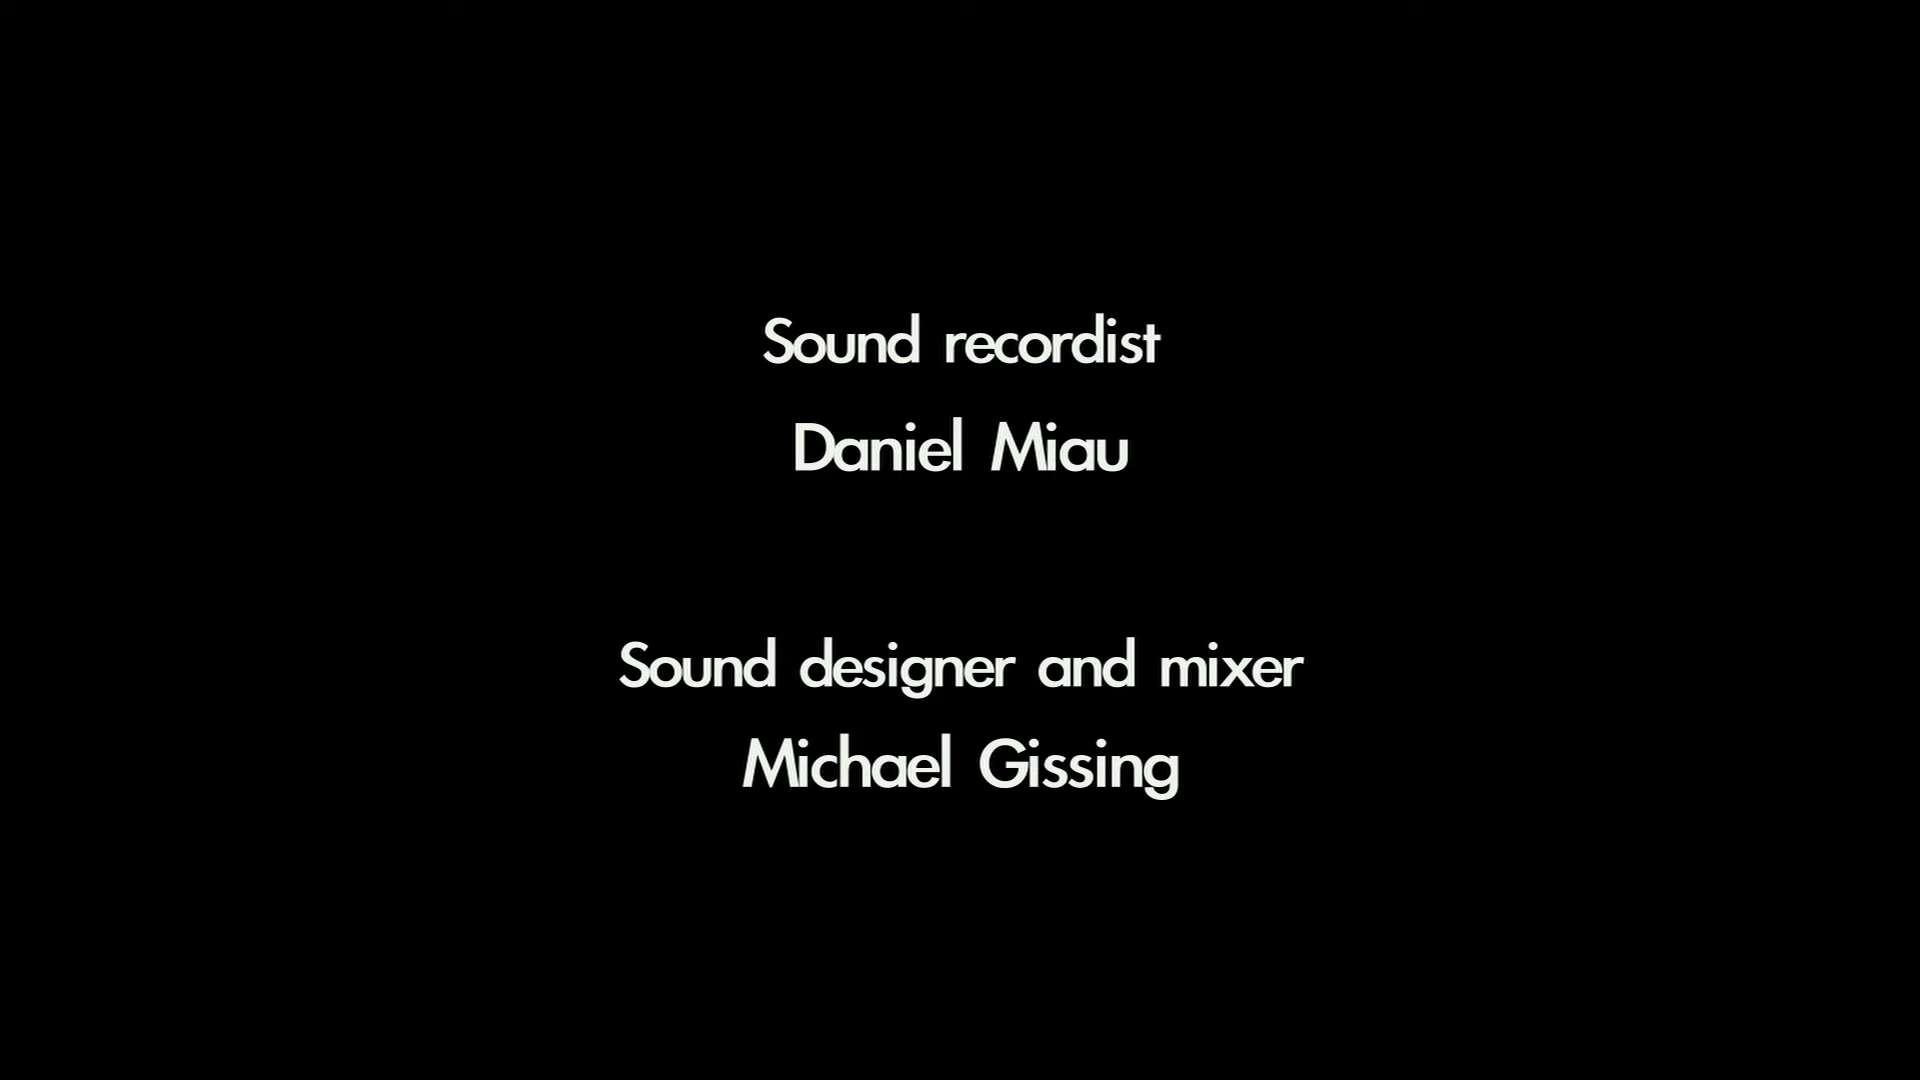 Sound recordist
Daniel Miau
Sound designer and mixer
Michael Gissing